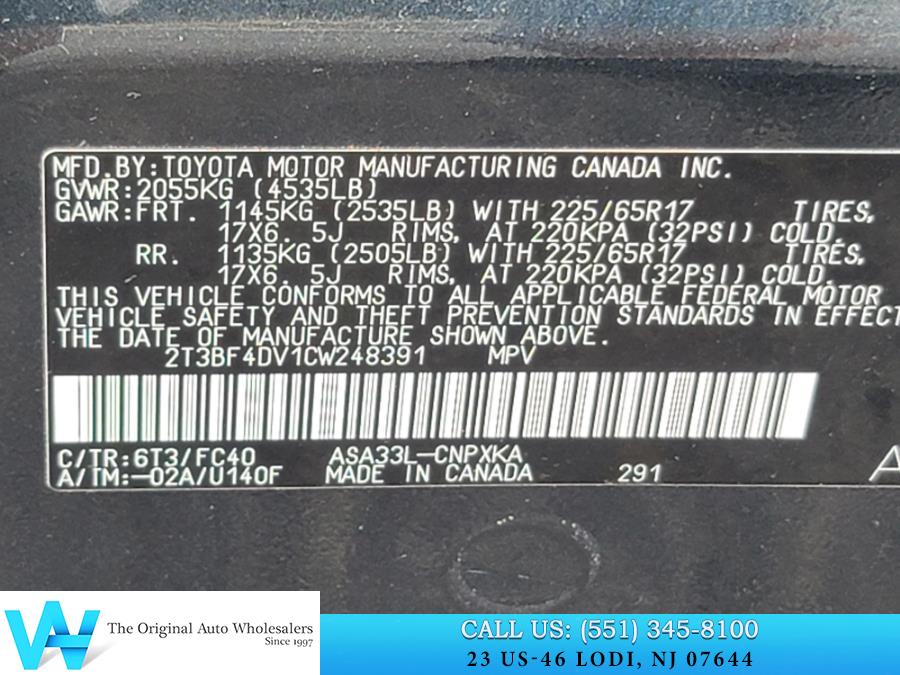 MFD.BY:TOYOTA MOTOR MANUFACTURING CANADA INC.
GVWR:2055KG (4535LB)
GAWR:FRT. 1145KG (2535LB) WITH 225/65R17 TIRES,
17X6.5J RIMS, AT 220KPA (32PSI) COLD.
RR. 1135KG (2505LB) WITH 225/65R17 TIRES,
17X6.5J RIMS, AT 220KPA (32PSI) COLD.
THIS VEHICLE CONFORMS TO ALL APPLICABLE FEDERAL MOTOR
VEHICLE SAFETY AND THEFT PREVENTION STANDARDS IN EFFECT
THE DATE OF MANUFACTURE SHOWN ABOVE.
2T3BF4DV1CW248391 MPV
C/TR:6T3/FC40 ASA33L-CNPXKA
A/TM:-02A/U140F MADE IN CANADA 291
The Original Auto Wholesalers
Since 1997
CALL US: (551) 345-8100
23 US-46 LODI, NJ 07644